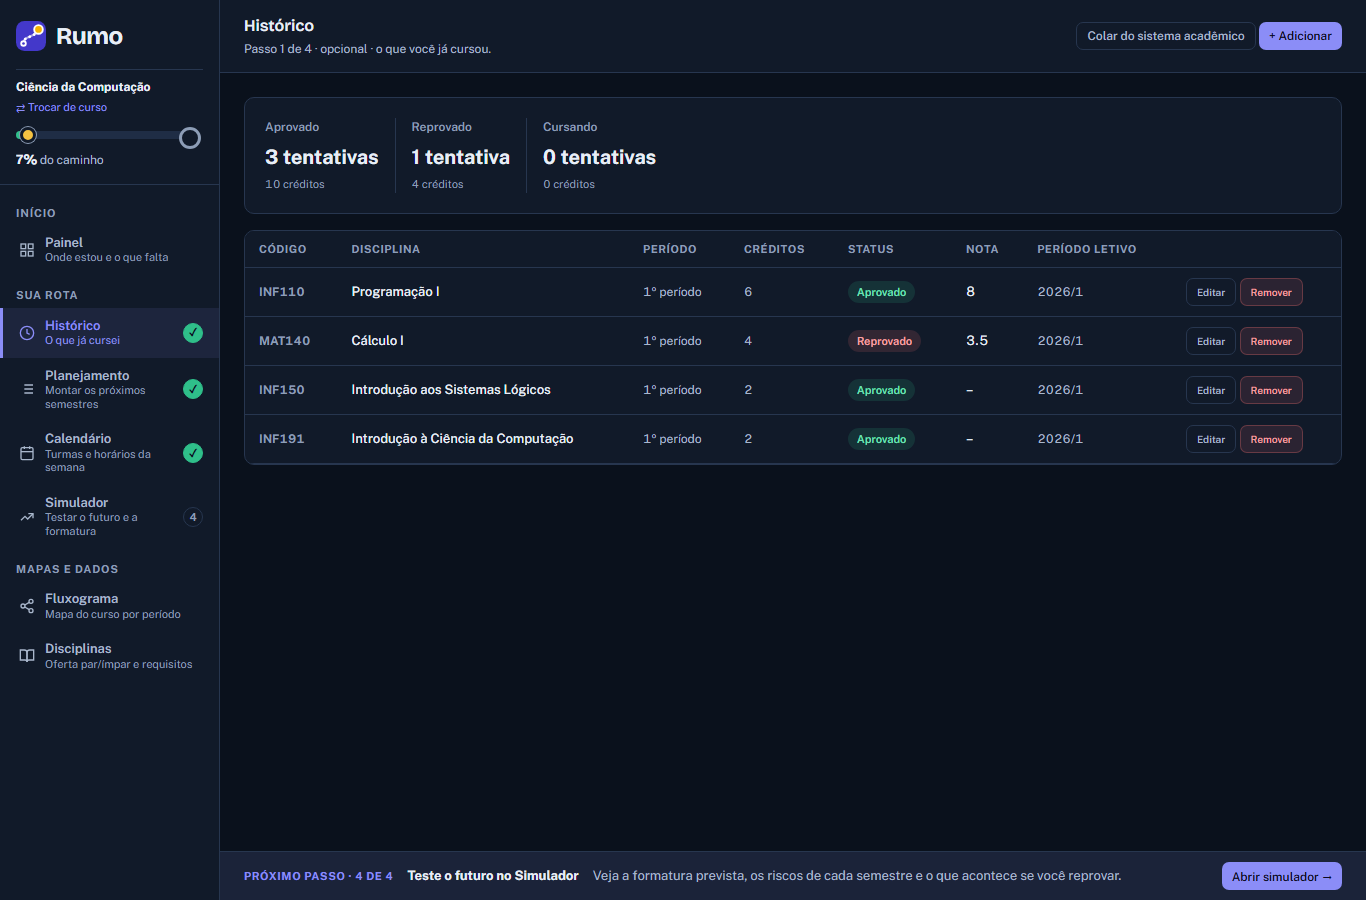 Rumo
Ciência da Computação
⇄ Trocar de curso
7% do caminho
INÍCIO
Painel
Onde estou e o que falta
SUA ROTA
Histórico
O que já cursei
Planejamento
Montar os próximos
semestres
Calendário
Turmas e horários da
semana
Simulador
Testar o futuro e a
formatura
4
MAPAS E DADOS
Fluxograma
Mapa do curso por período
Disciplinas
Oferta par/ímpar e requisitos
Histórico
Passo 1 de 4 · opcional · o que você já cursou.
Colar do sistema acadêmico
+ Adicionar
Aprovado
3 tentativas
10 créditos
Reprovado
1 tentativa
4 créditos
Cursando
0 tentativas
0 créditos
CÓDIGO DISCIPLINA PERÍODO CRÉDITOS STATUS NOTA PERÍODO LETIVO
INF110 Programação I 1º período 6 Aprovado 8 2026/1 Editar Remover
MAT140 Cálculo I 1º período 4 Reprovado 3.5 2026/1 Editar Remover
INF150 Introdução aos Sistemas Lógicos 1º período 2 Aprovado – 2026/1 Editar Remover
INF191 Introdução à Ciência da Computação 1º período 2 Aprovado – 2026/1 Editar Remover
PRÓXIMO PASSO · 4 DE 4 Teste o futuro no Simulador Veja a formatura prevista, os riscos de cada semestre e o que acontece se você reprovar. Abrir simulador →